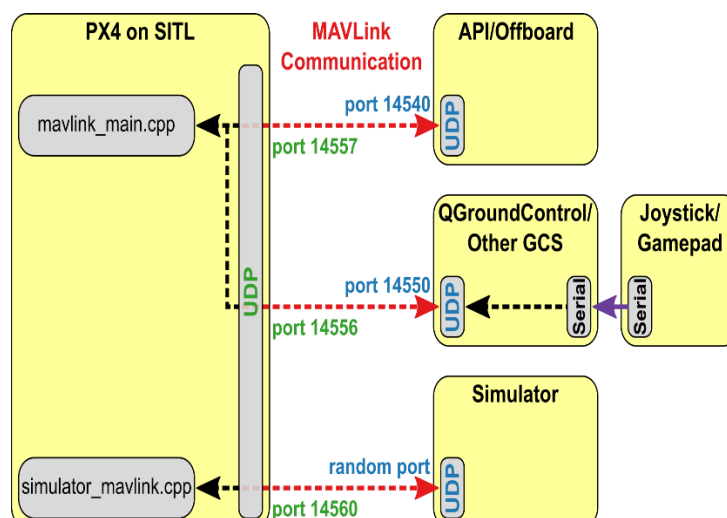 PX4 on SITL
mavlink_main.cpp
simulator_mavlink.cpp
UDP
MAVLink
Communication
port 14540
port 14557
port 14550
port 14556
random port
port 14560
API/Offboard
UDP
QGroundControl/
Other GCS
UDP
Serial
Joystick/
Gamepad
Serial
Simulator
UDP